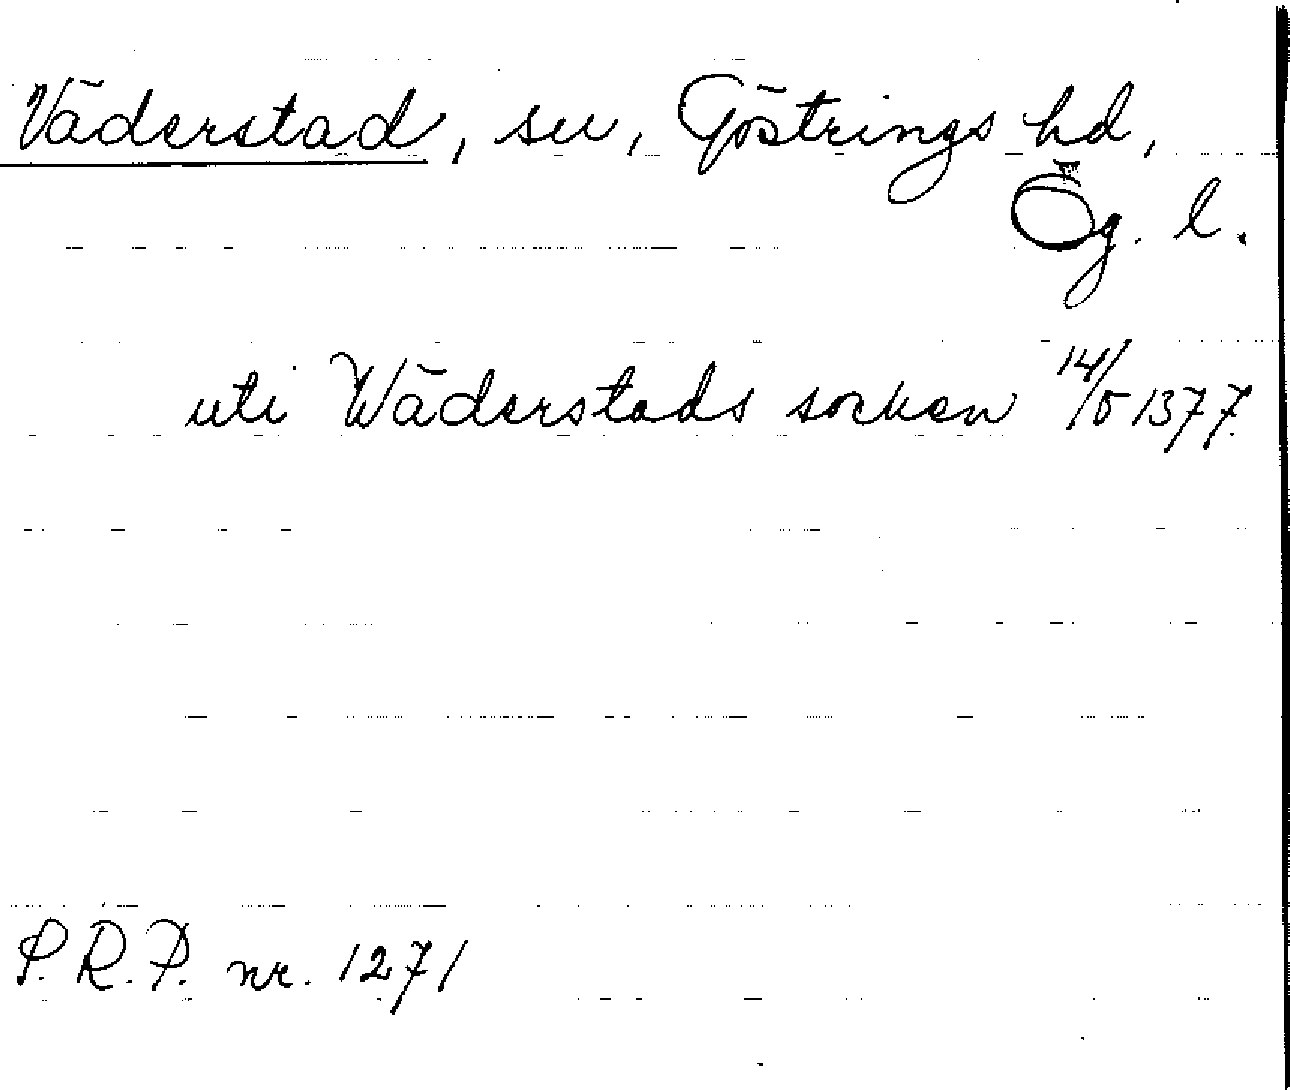 Väderstad, sn, Göstrings hd,
Ög. l.
uti Wäderstads socken 14/5 1377.
S.R.P. nr. 1271